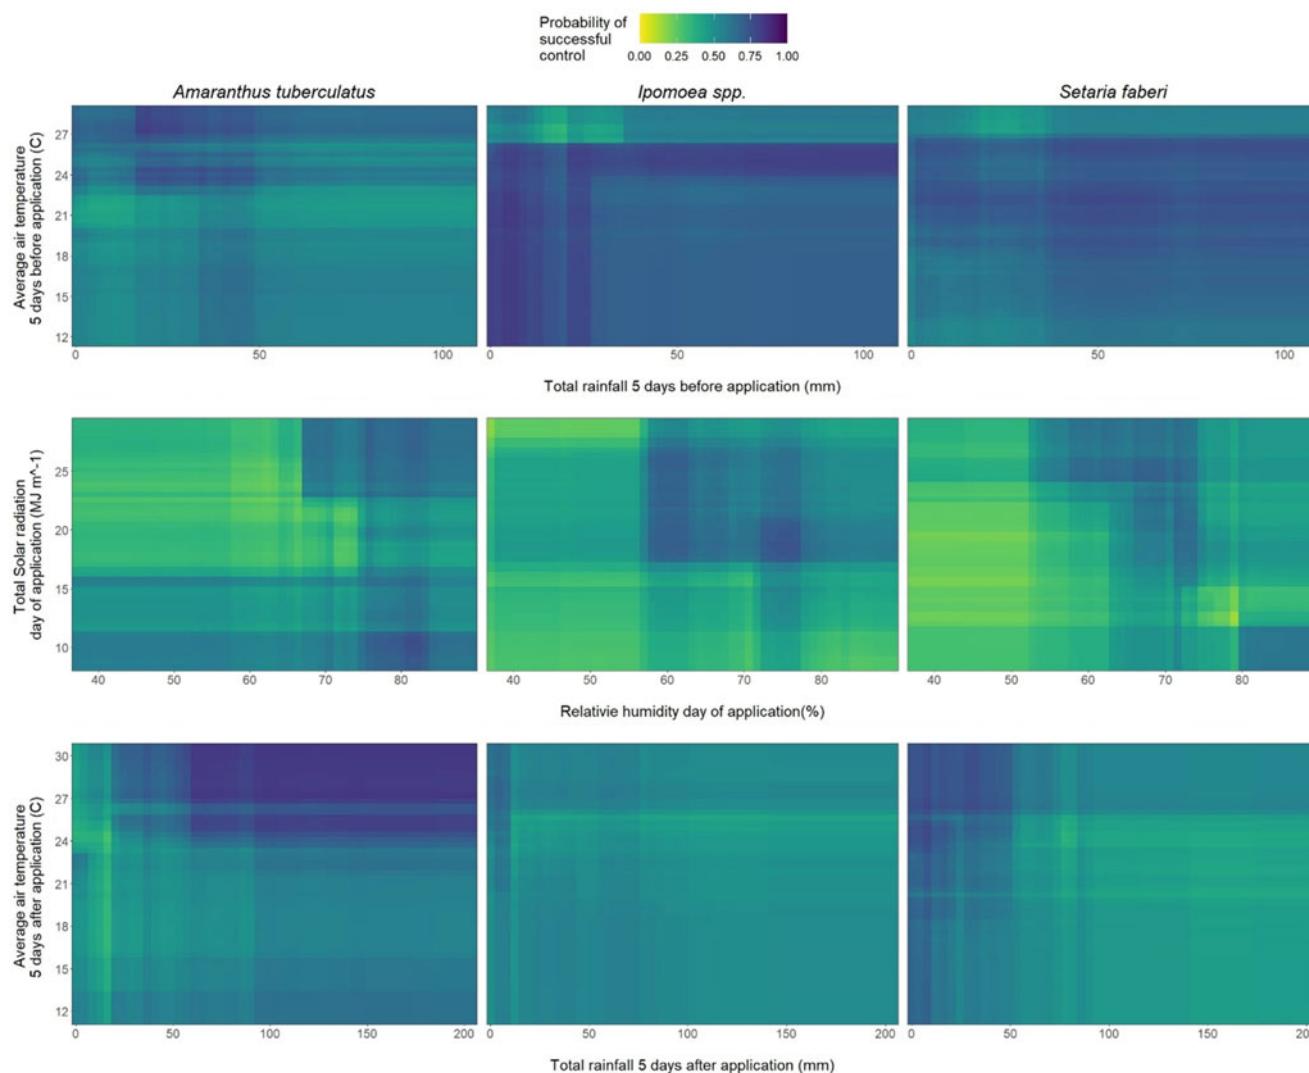 Probability of
successful
control
0.00 0.25 0.50 0.75 1.00
Amaranthus tuberculatus Ipomoea spp. Setaria faberi
Average air temperature
5 days before application (C)
27
24
21
18
15
12
0 50 100 0 50 100 0 50 100
Total rainfall 5 days before application (mm)
Total Solar radiation
day of application (MJ m^-1)
25
20
15
10
40 50 60 70 80 40 50 60 70 80 40 50 60 70 80
Relativie humidity day of application(%)
Average air temperature
5 days after application (C)
30
27
24
21
18
15
12
0 50 100 150 200 0 50 100 150 200 0 50 100 150 20
Total rainfall 5 days after application (mm)